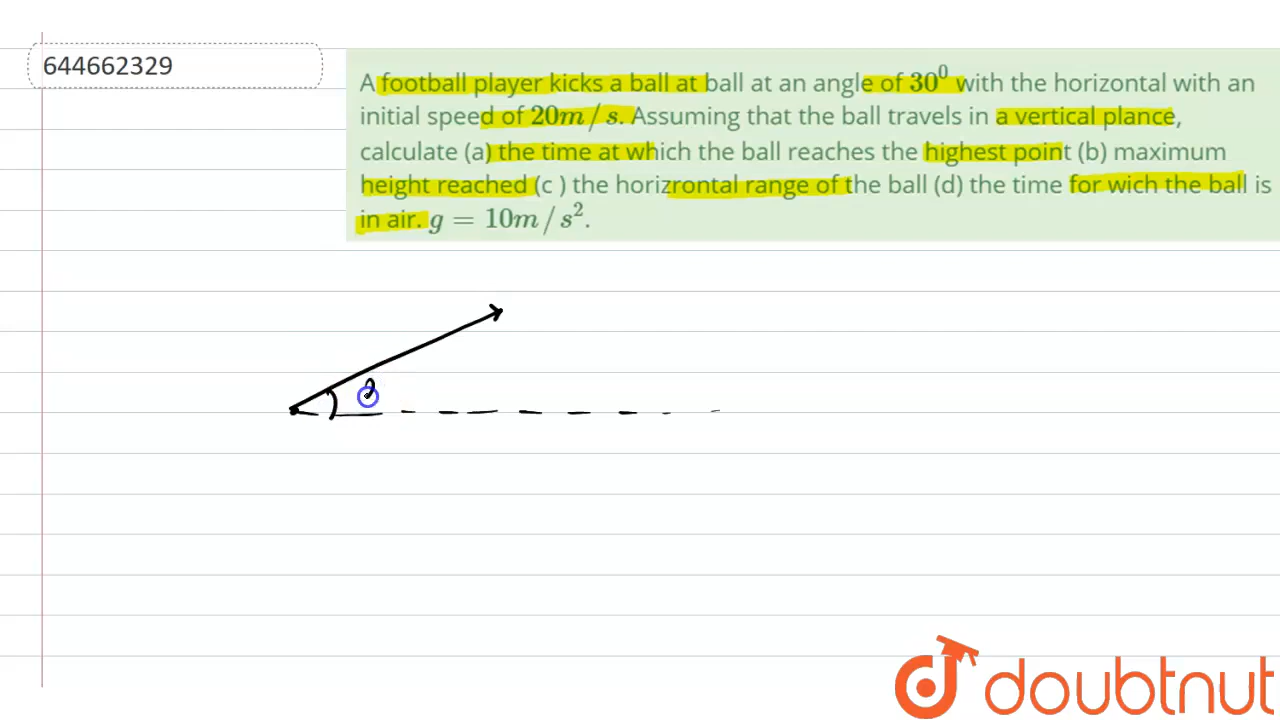 644662329
A football player kicks a ball at ball at an angle of 30⁰ with the horizontal with an
initial speed of 20m/s. Assuming that the ball travels in a vertical plance,
calculate (a) the time at which the ball reaches the highest point (b) maximum
height reached (c ) the horizrontal range of the ball (d) the time for wich the ball is
in air. g = 10m/s².
doubtnut